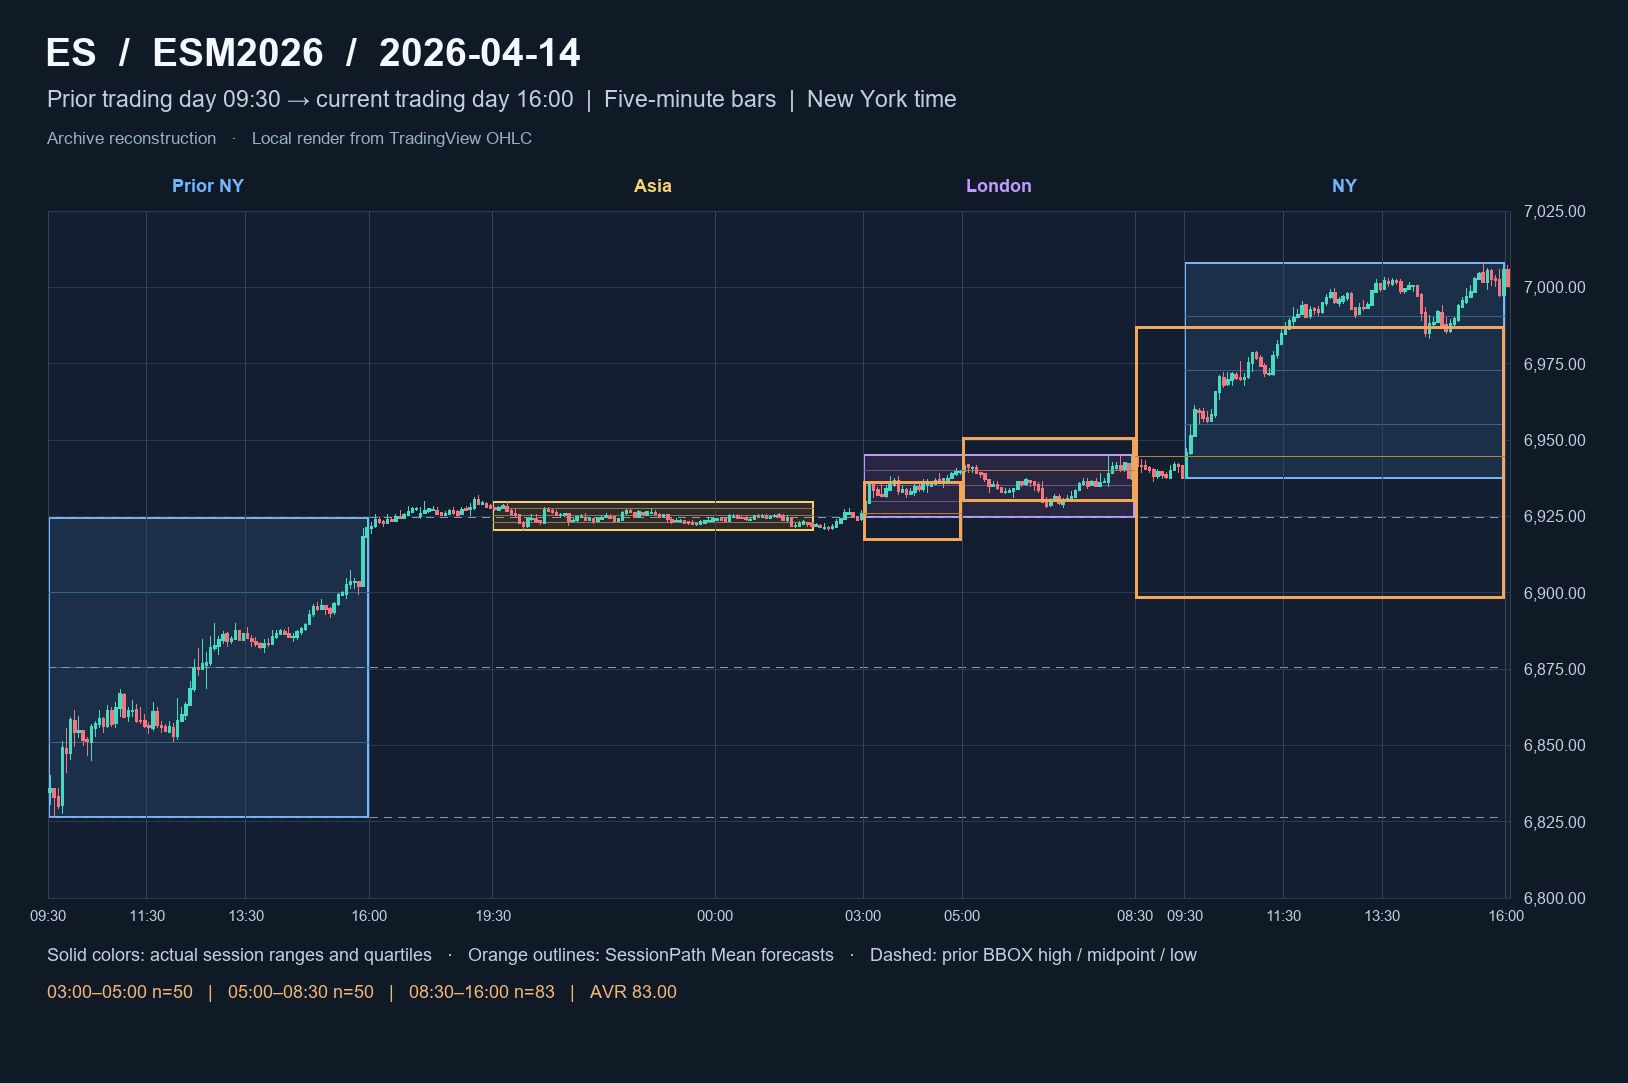 ES / ESM2026 / 2026-04-14
Prior trading day 09:30 → current trading day 16:00 | Five-minute bars | New York time
Archive reconstruction · Local render from TradingView OHLC
Prior NY Asia London NY
7,025.00
7,000.00
6,975.00
6,950.00
6,925.00
6,900.00
6,875.00
6,850.00
6,825.00
6,800.00
09:30 11:30 13:30 16:00 19:30 00:00 03:00 05:00 08:30 09:30 11:30 13:30 16:00
Solid colors: actual session ranges and quartiles · Orange outlines: SessionPath Mean forecasts · Dashed: prior BBOX high / midpoint / low
03:00–05:00 n=50 | 05:00–08:30 n=50 | 08:30–16:00 n=83 | AVR 83.00